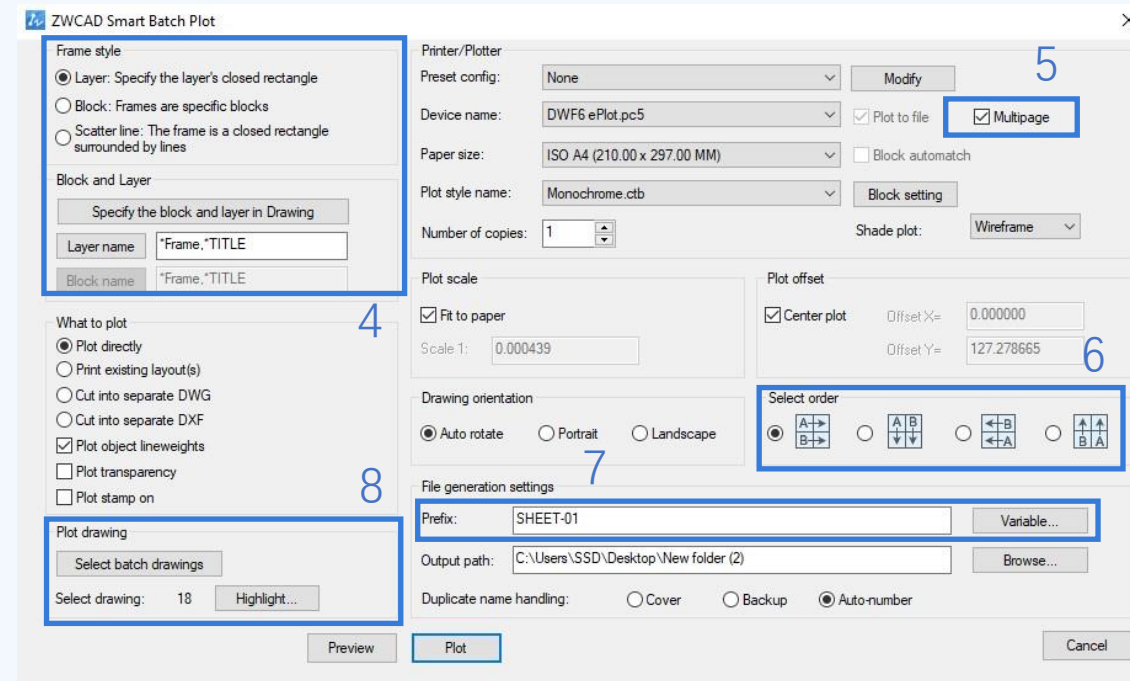 ZWCAD Smart Batch Plot
Frame style
Layer: Specify the layer's closed rectangle
Block: Frames are specific blocks
Scatter line: The frame is a closed rectangle
surrounded by lines
Block and Layer
Specify the block and layer in Drawing
Layer name *Frame,*TITLE
Block name *Frame,*TITLE
4
What to plot
Plot directly
Print existing layout(s)
Cut into separate DWG
Cut into separate DXF
Plot object lineweights
Plot transparency
Plot stamp on
8
Plot drawing
Select batch drawings
Select drawing: 18 Highlight...
Printer/Plotter
5
Preset config: None Modify
Device name: DWF6 ePlot.pc5 Plot to file Multipage
Paper size: ISO A4 (210.00 x 297.00 MM) Block automatch
Plot style name: Monochrome.ctb Block setting
Number of copies: 1 Shade plot: Wireframe
Plot scale
Fit to paper
Scale 1: 0.000439
Plot offset
Center plot Offset X= 0.000000
Offset Y= 127.278665
6
Drawing orientation
Auto rotate Portrait Landscape
7
Select order
A B A B B A B A
File generation settings
Prefix: SHEET-01 Variable...
Output path: C:\Users\SSD\Desktop\New folder (2) Browse...
Duplicate name handling: Cover Backup Auto-number
Preview Plot Cancel